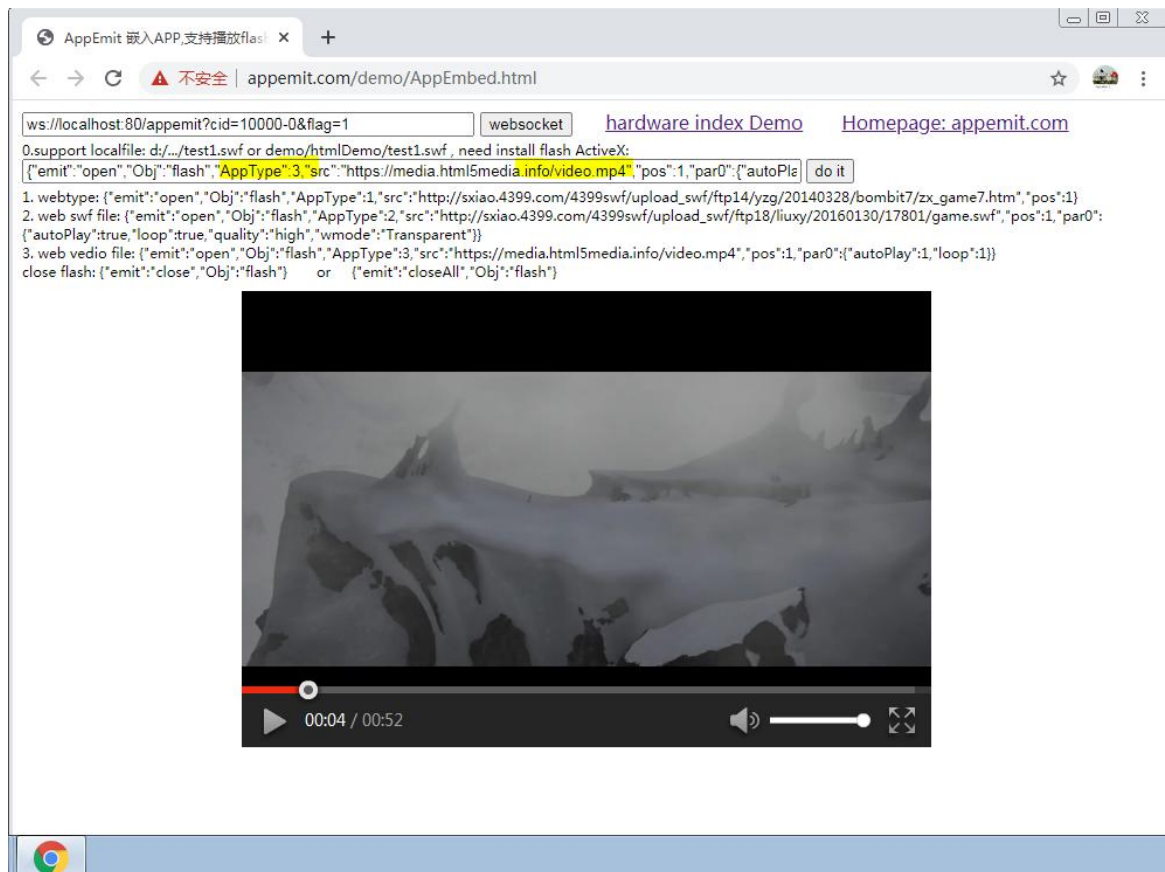 AppEmit 嵌入APP,支持播放flas
不安全 | appemit.com/demo/AppEmbed.html
ws://localhost:80/appemit?cid=10000-0&flag=1 websocket hardware index Demo Homepage: appemit.com
0.support localfile: d:/.../test1.swf or demo/htmlDemo/test1.swf , need install flash ActiveX:
{"emit":"open","Obj":"flash","AppType":3,"src":"https://media.html5media.info/video.mp4","pos":1,"par0":{"autoPla do it
1. webtype: {"emit":"open","Obj":"flash","AppType":1,"src":"http://sxiao.4399.com/4399swf/upload_swf/ftp14/yzg/20140328/bombit7/zx_game7.htm","pos":1}
2. web swf file: {"emit":"open","Obj":"flash","AppType":2,"src":"http://sxiao.4399.com/4399swf/upload_swf/ftp18/liuxy/20160130/17801/game.swf","pos":1,"par0":
{"autoPlay":true,"loop":true,"quality":"high","wmode":"Transparent"}}
3. web vedio file: {"emit":"open","Obj":"flash","AppType":3,"src":"https://media.html5media.info/video.mp4","pos":1,"par0":{"autoPlay":1,"loop":1}}
close flash: {"emit":"close","Obj":"flash"} or {"emit":"closeAll","Obj":"flash"}
00:04 / 00:52